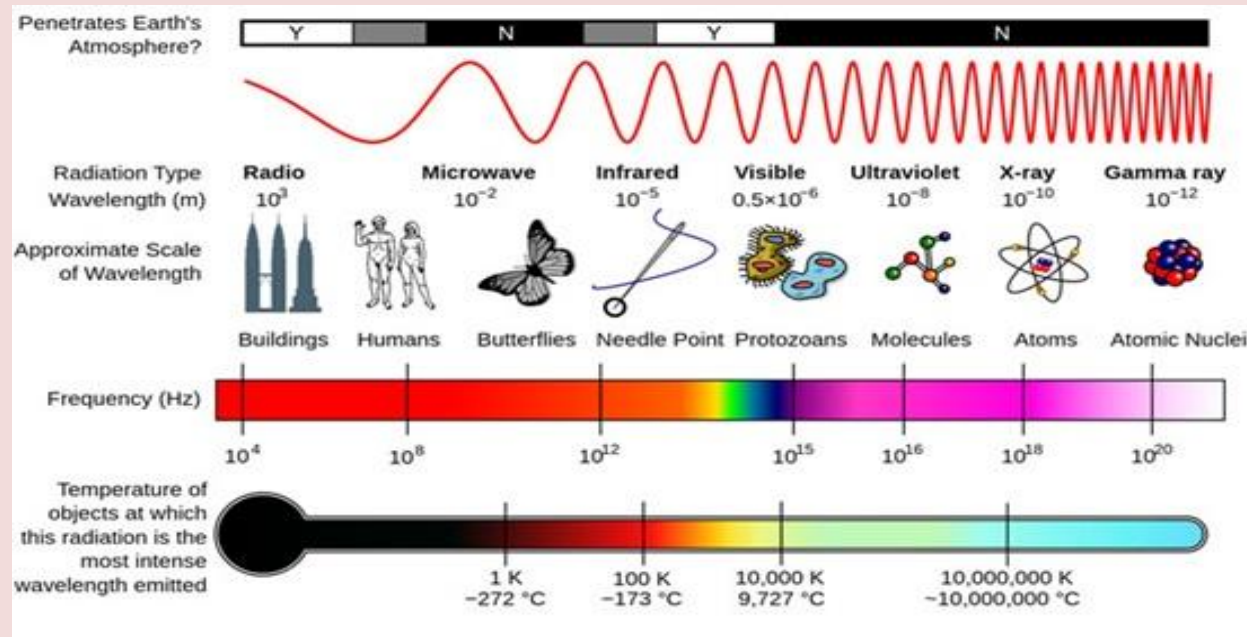 Penetrates Earth's
Atmosphere?
Y N Y N
Radiation Type
Radio Microwave Infrared Visible Ultraviolet X-ray Gamma ray
Wavelength (m)
10³ 10⁻² 10⁻⁵ 0.5×10⁻⁶ 10⁻⁸ 10⁻¹⁰ 10⁻¹²
Approximate Scale
of Wavelength
Buildings Humans Butterflies Needle Point Protozoans Molecules Atoms Atomic Nuclei
Frequency (Hz)
10⁴ 10⁸ 10¹² 10¹⁵ 10¹⁶ 10¹⁸ 10²⁰
Temperature of
objects at which
this radiation is the
most intense
wavelength emitted
1 K 100 K 10,000 K 10,000,000 K
−272 °C −173 °C 9,727 °C ~10,000,000 °C